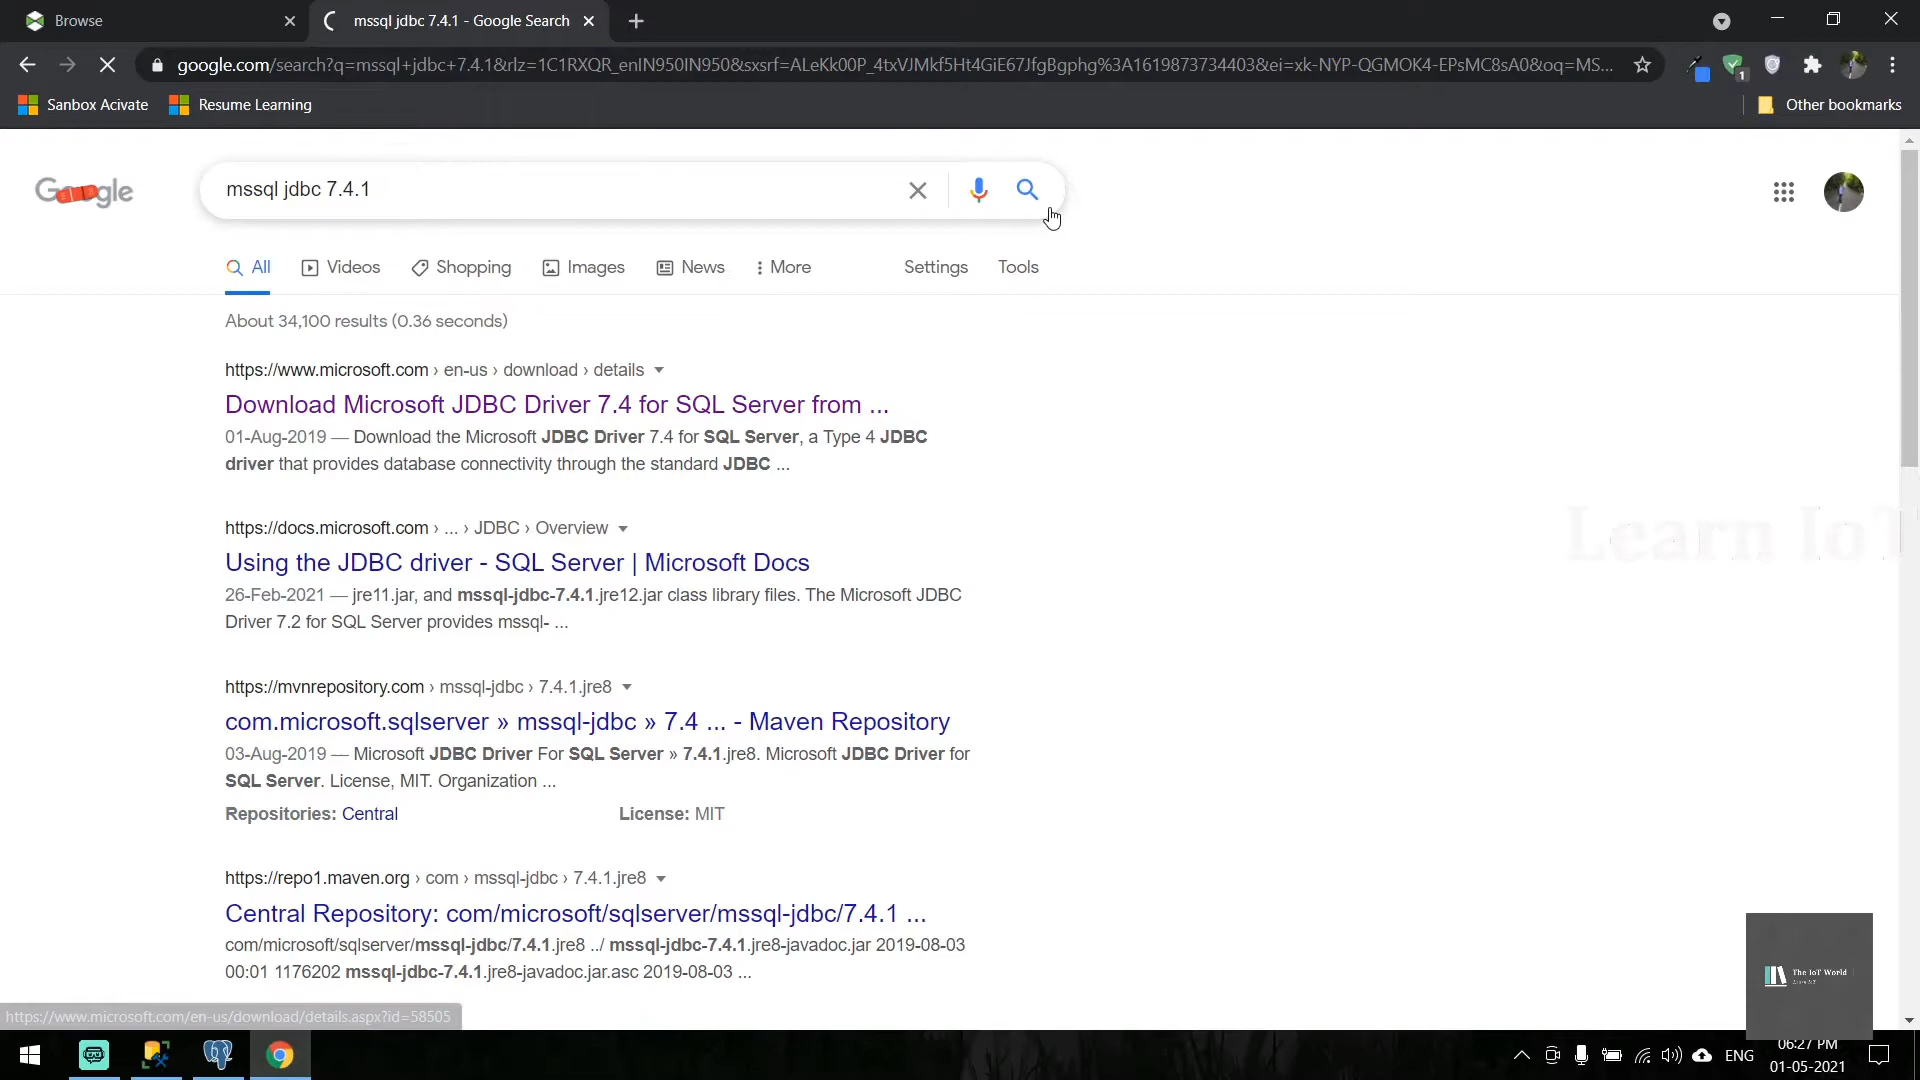 Browse
mssql jdbc 7.4.1 - Google Search
google.com/search?q=mssql+jdbc+7.4.1&rlz=1C1RXQR_enIN950IN950&sxsrf=ALeKk00P_4txVJMkf5Ht4GiE67JfgBgphg%3A1619873734403&ei=xk-NYP-QGMOK4-EPsMC8sA0&oq=MS...
1
Sanbox Acivate
Resume Learning
Other bookmarks
Google
mssql jdbc 7.4.1
All
Videos
Shopping
Images
News
More
Settings
Tools
About 34,100 results (0.36 seconds)
https://www.microsoft.com › en-us › download › details
Download Microsoft JDBC Driver 7.4 for SQL Server from ...
01-Aug-2019 — Download the Microsoft JDBC Driver 7.4 for SQL Server, a Type 4 JDBC
driver that provides database connectivity through the standard JDBC ...
https://docs.microsoft.com › ... › JDBC › Overview
Using the JDBC driver - SQL Server | Microsoft Docs
26-Feb-2021 — jre11.jar, and mssql-jdbc-7.4.1.jre12.jar class library files. The Microsoft JDBC
Driver 7.2 for SQL Server provides mssql- ...
Learn IoT
https://mvnrepository.com › mssql-jdbc › 7.4.1.jre8
com.microsoft.sqlserver » mssql-jdbc » 7.4 ... - Maven Repository
03-Aug-2019 — Microsoft JDBC Driver For SQL Server » 7.4.1.jre8. Microsoft JDBC Driver for
SQL Server. License, MIT. Organization ...
Repositories: Central
License: MIT
https://repo1.maven.org › com › mssql-jdbc › 7.4.1.jre8
Central Repository: com/microsoft/sqlserver/mssql-jdbc/7.4.1 ...
com/microsoft/sqlserver/mssql-jdbc/7.4.1.jre8 ../ mssql-jdbc-7.4.1.jre8-javadoc.jar 2019-08-03
00:01 1176202 mssql-jdbc-7.4.1.jre8-javadoc.jar.asc 2019-08-03 ...
The IoT World
https://www.microsoft.com/en-us/download/details.aspx?id=58505
ENG
06:27 PM
01-05-2021